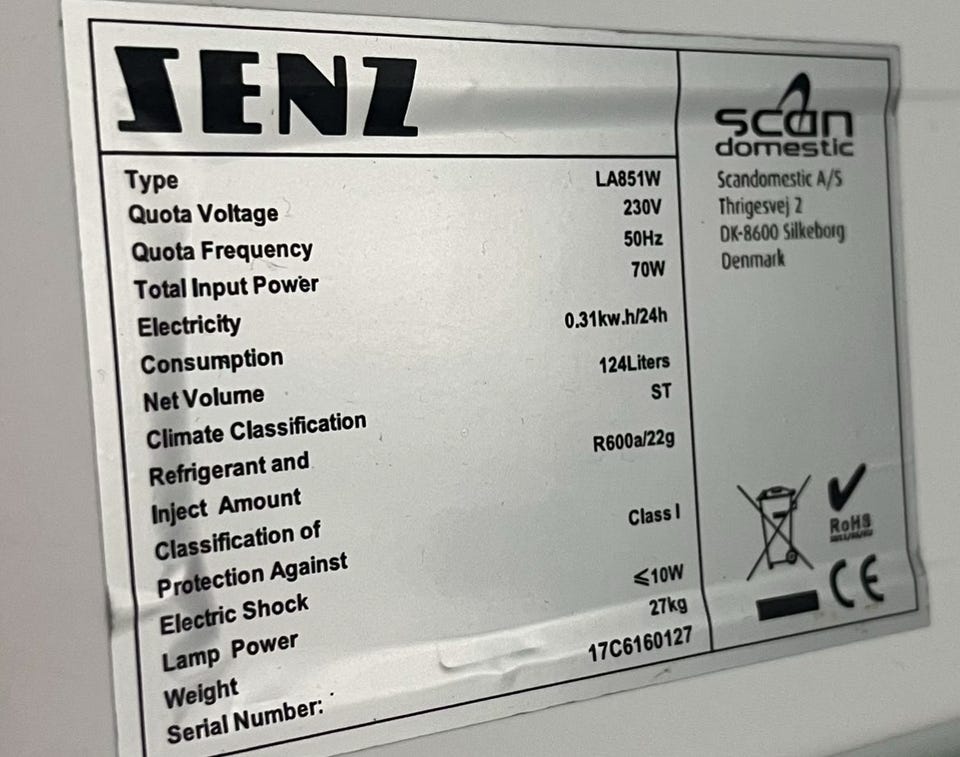 SENZ
Type LA851W
Quota Voltage 230V
Quota Frequency 50Hz
Total Input Power 70W
Electricity
Consumption 0.31kw.h/24h
Net Volume 124Liters
Climate Classification ST
Refrigerant and
Inject Amount R600a/22g
Classification of
Protection Against
Electric Shock Class I
Lamp Power ⩽10W
Weight 27kg
Serial Number: 17C6160127
scan
domestic
Scandomestic A/S
Thrigesvej 2
DK-8600 Silkeborg
Denmark
RoHS
CE